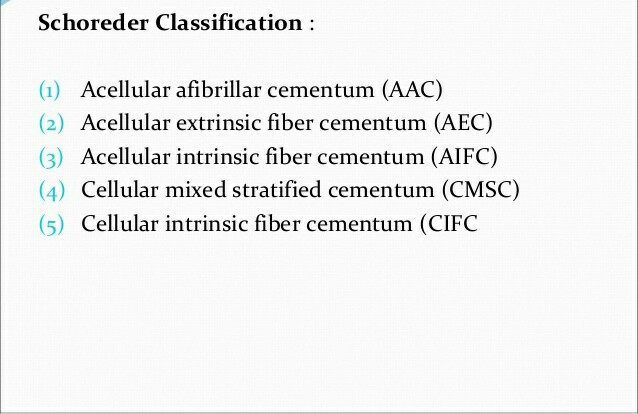 Schoreder Classification :
(1) Acellular afibrillar cementum (AAC)
(2) Acellular extrinsic fiber cementum (AEC)
(3) Acellular intrinsic fiber cementum (AIFC)
(4) Cellular mixed stratified cementum (CMSC)
(5) Cellular intrinsic fiber cementum (CIFC